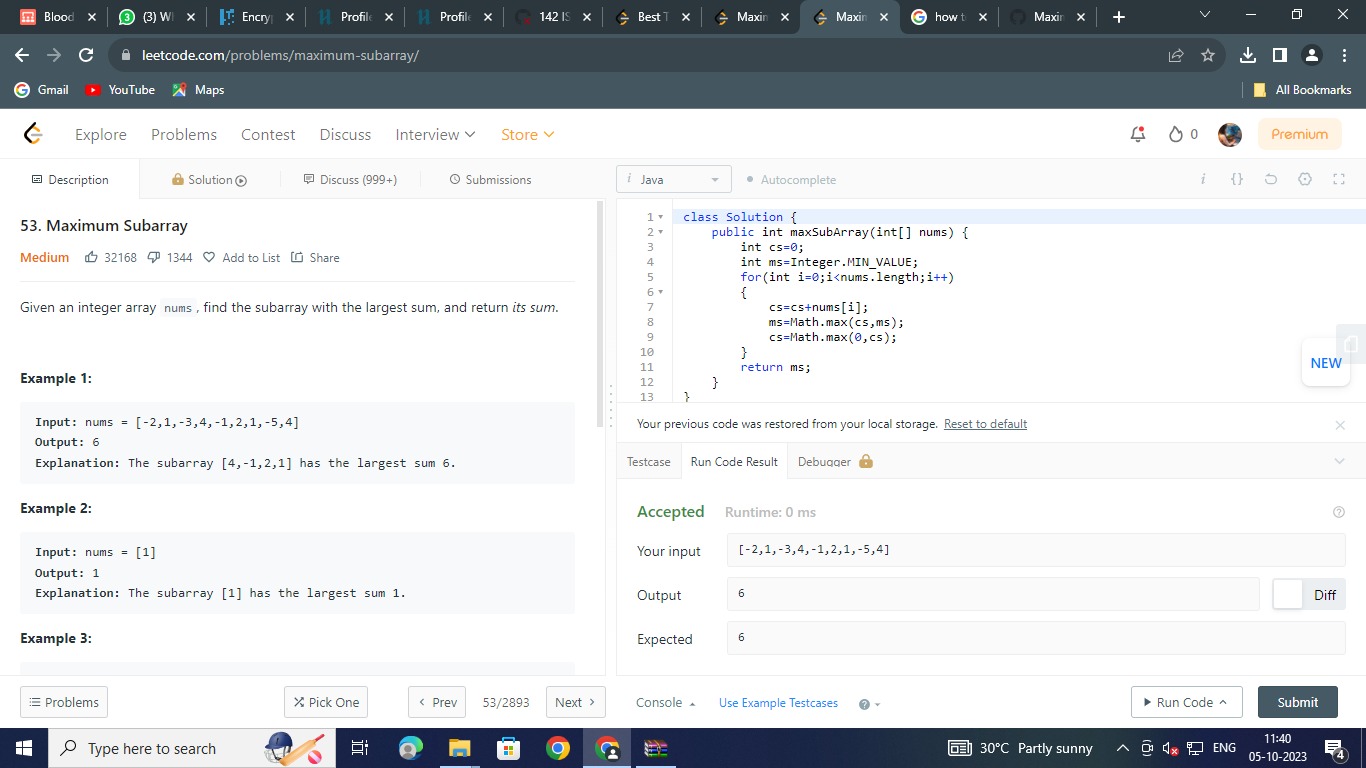 Blood
(3) W
Encry
Profile
Profile
142 IS
Best T
Maxin
Maxin
how t
Maxin
leetcode.com/problems/maximum-subarray/
Gmail
YouTube
Maps
All Bookmarks
Explore
Problems
Contest
Discuss
Interview
Store
0
Premium
Description
Solution
Discuss (999+)
Submissions
53. Maximum Subarray
Medium
32168
1344
Add to List
Share
Given an integer array nums , find the subarray with the largest sum, and return its sum.
Example 1:
Input: nums = [-2,1,-3,4,-1,2,1,-5,4]
Output: 6
Explanation: The subarray [4,-1,2,1] has the largest sum 6.
Example 2:
Input: nums = [1]
Output: 1
Explanation: The subarray [1] has the largest sum 1.
Example 3:
Problems
Pick One
Prev
53/2893
Next
i Java
Autocomplete
i
{}
1 class Solution {
2 public int maxSubArray(int[] nums) {
3 int cs=0;
4 int ms=Integer.MIN_VALUE;
5 for(int i=0;i<nums.length;i++)
6 {
7 cs=cs+nums[i];
8 ms=Math.max(cs,ms);
9 cs=Math.max(0,cs);
10 }
11 return ms;
12 }
13 }
NEW
Your previous code was restored from your local storage. Reset to default
Testcase
Run Code Result
Debugger
Accepted
Runtime: 0 ms
Your input
[-2,1,-3,4,-1,2,1,-5,4]
Output
6
Diff
Expected
6
Console
Use Example Testcases
Run Code
Submit
Type here to search
30°C Partly sunny
ENG
11:40
05-10-2023
4